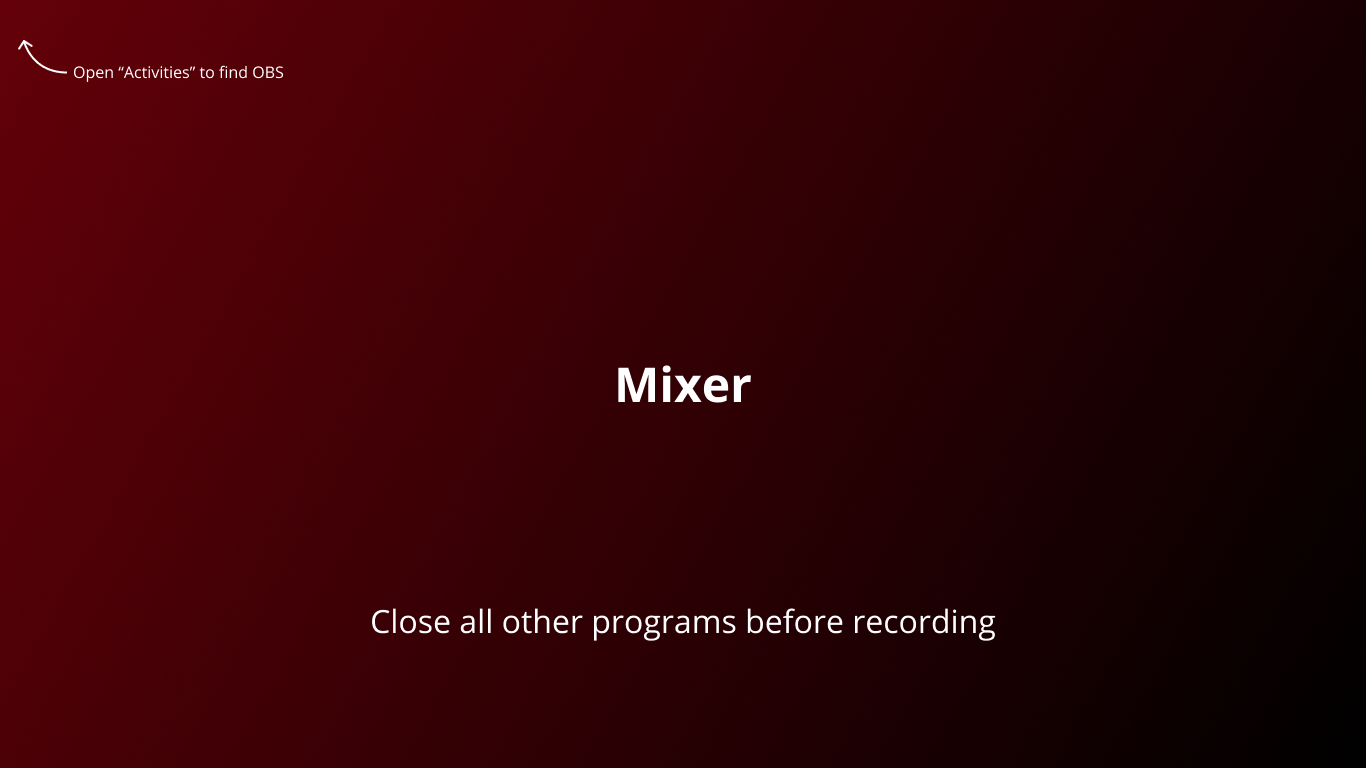 Open “Activities” to find OBS
Mixer
Close all other programs before recording